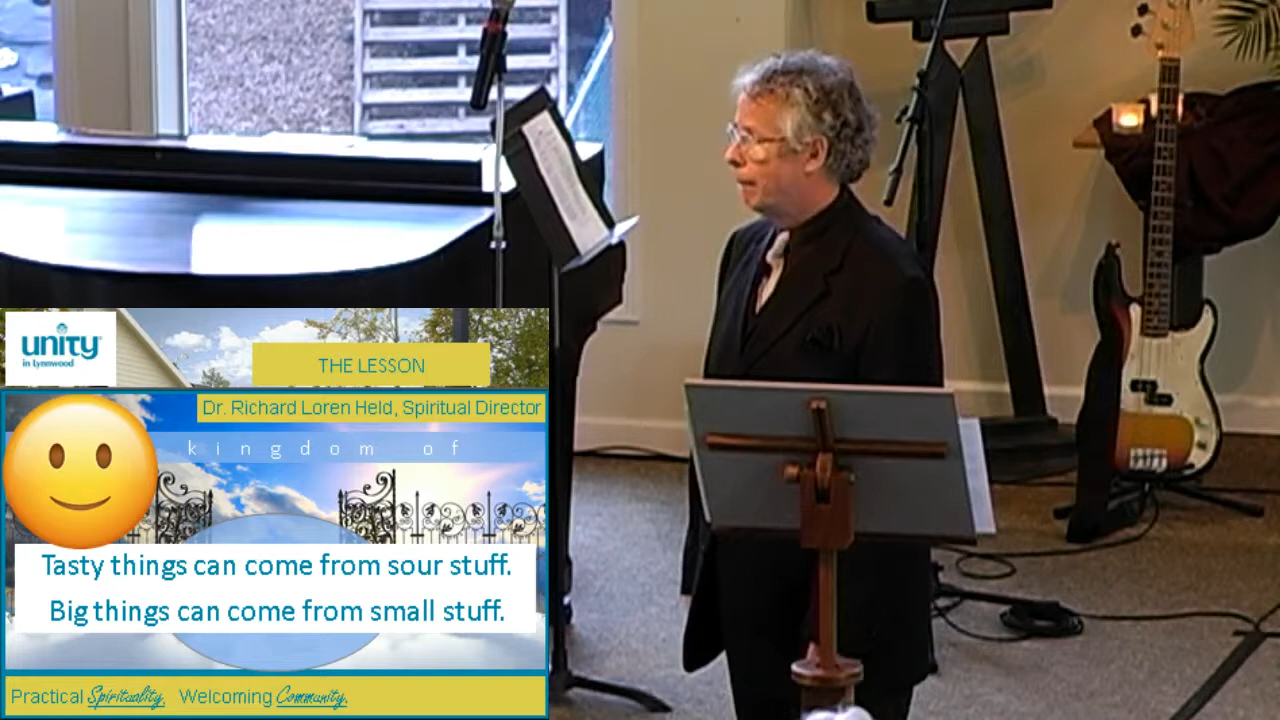 unity
in Lynnwood
THE LESSON
Dr. Richard Loren Held, Spiritual Director
kingdom of
Tasty things can come from sour stuff.
Big things can come from small stuff.
Practical Spirituality. Welcoming Community.